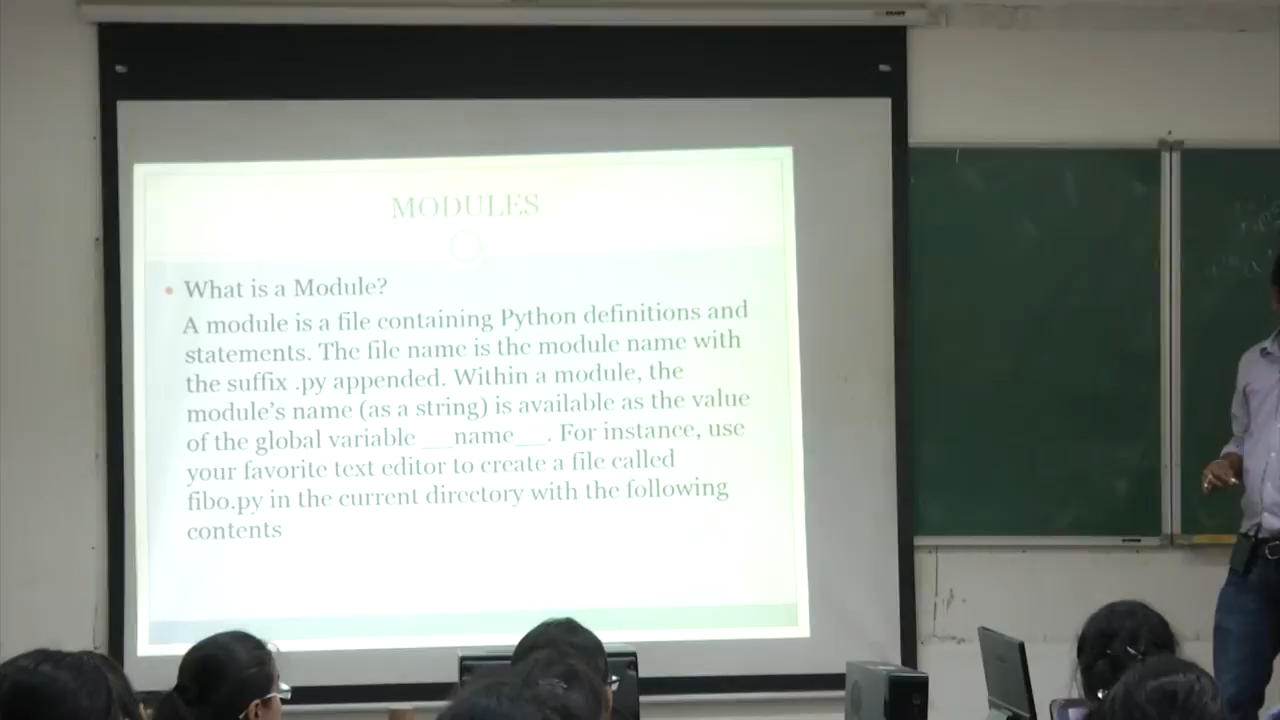 MODULES
• What is a Module?
A module is a file containing Python definitions and
statements. The file name is the module name with
the suffix .py appended. Within a module, the
module's name (as a string) is available as the value
of the global variable __name__. For instance, use
your favorite text editor to create a file called
fibo.py in the current directory with the following
contents